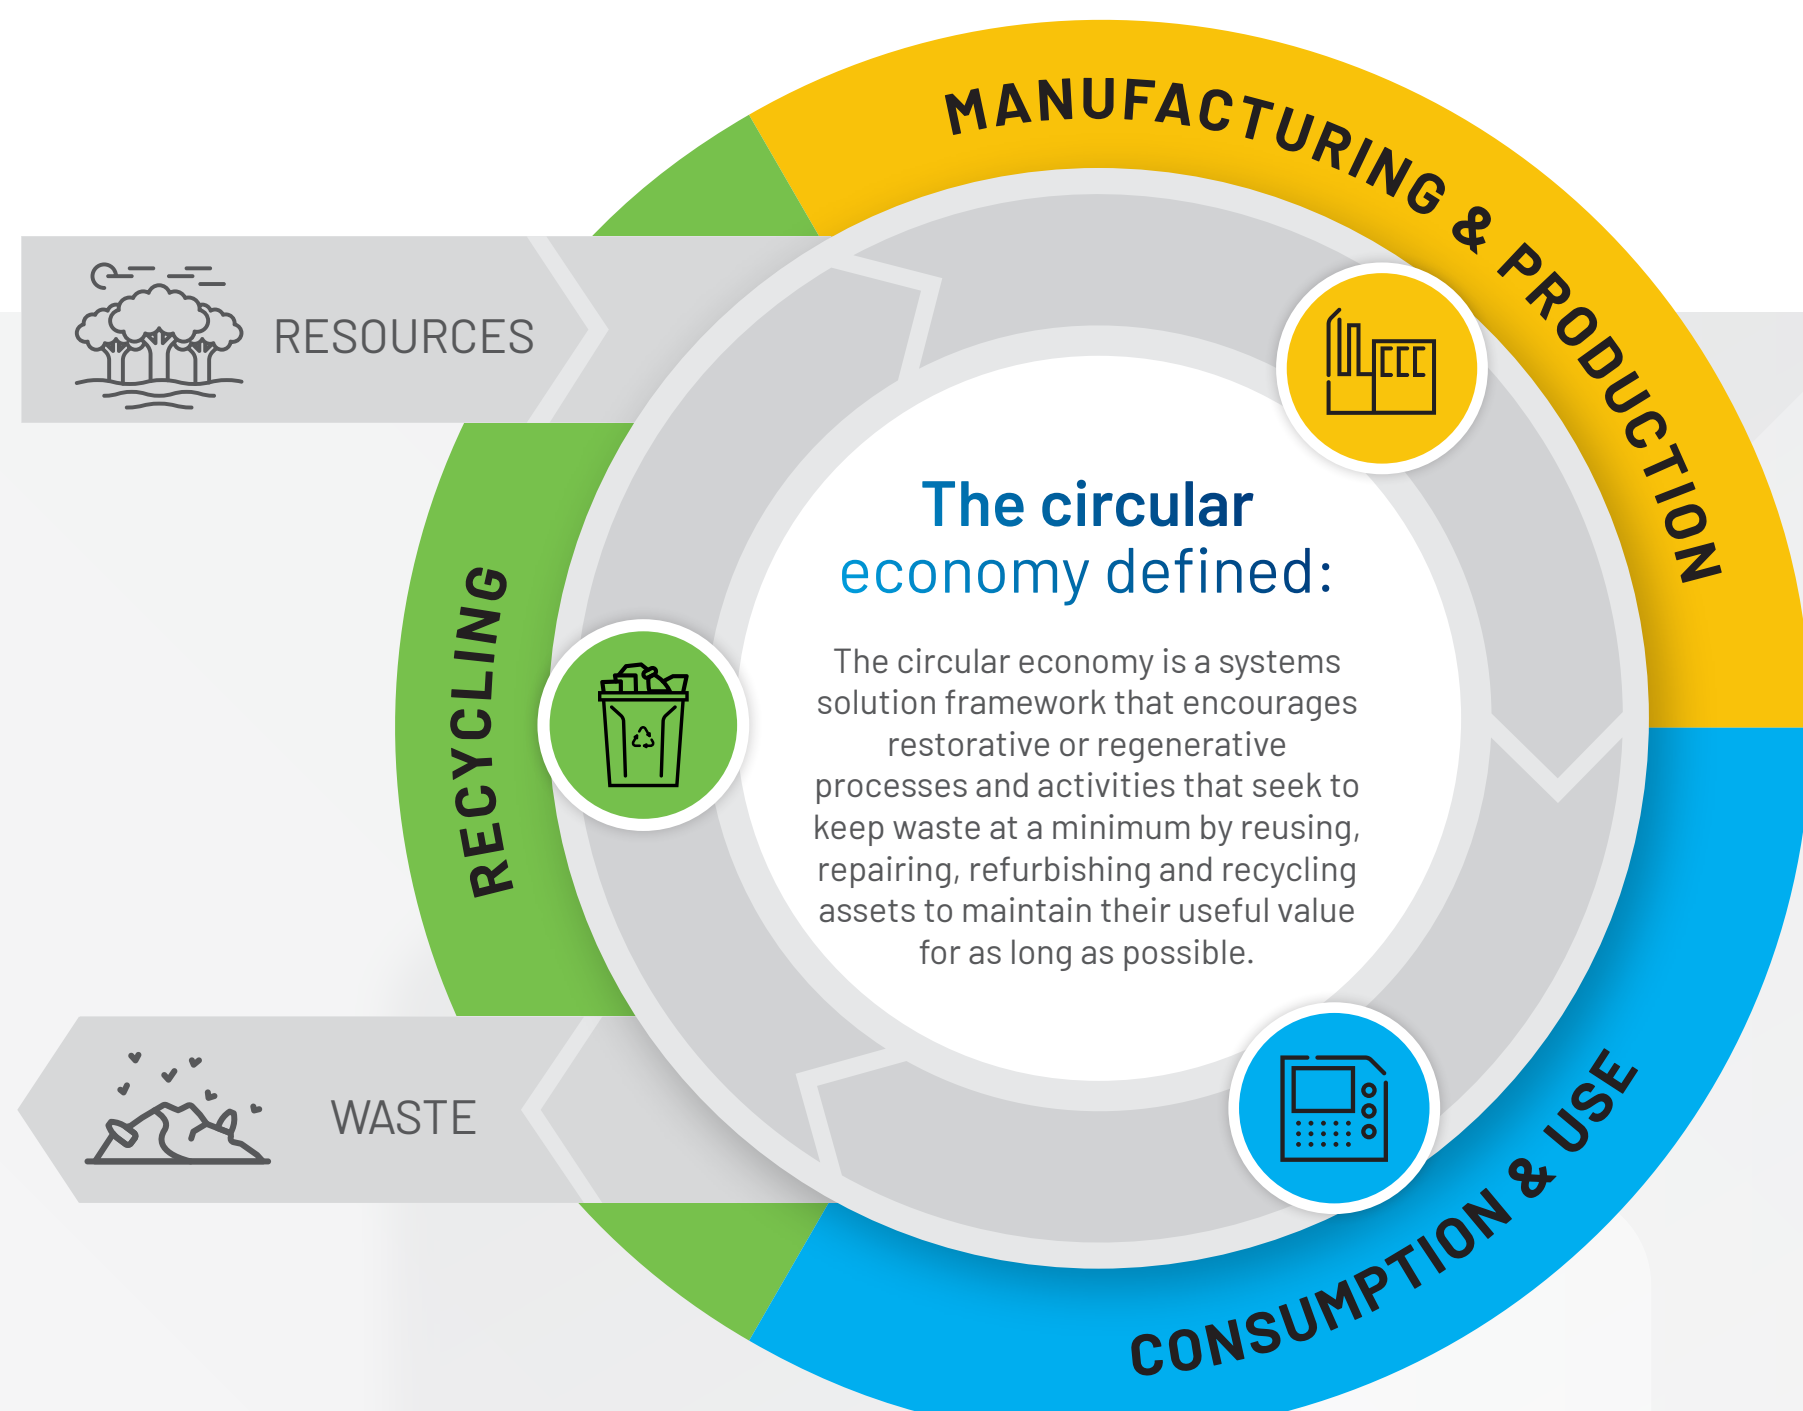 MANUFACTURING & PRODUCTION
RESOURCES
The circular
economy defined:
The circular economy is a systems
solution framework that encourages
restorative or regenerative
processes and activities that seek to
keep waste at a minimum by reusing,
repairing, refurbishing and recycling
assets to maintain their useful value
for as long as possible.
RECYCLING
WASTE
CONSUMPTION & USE